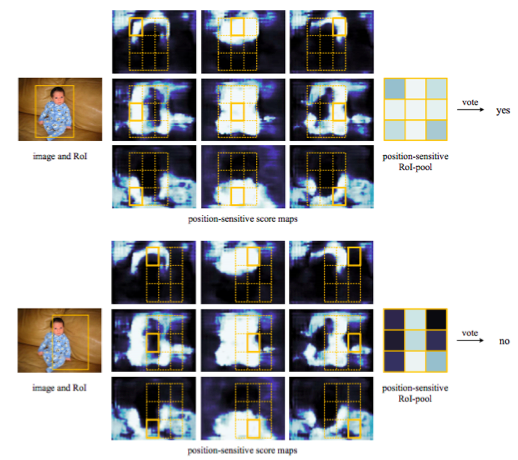 vote
yes
image and RoI
position-sensitive
RoI-pool
position-sensitive score maps
vote
no
image and RoI
position-sensitive
RoI-pool
position-sensitive score maps